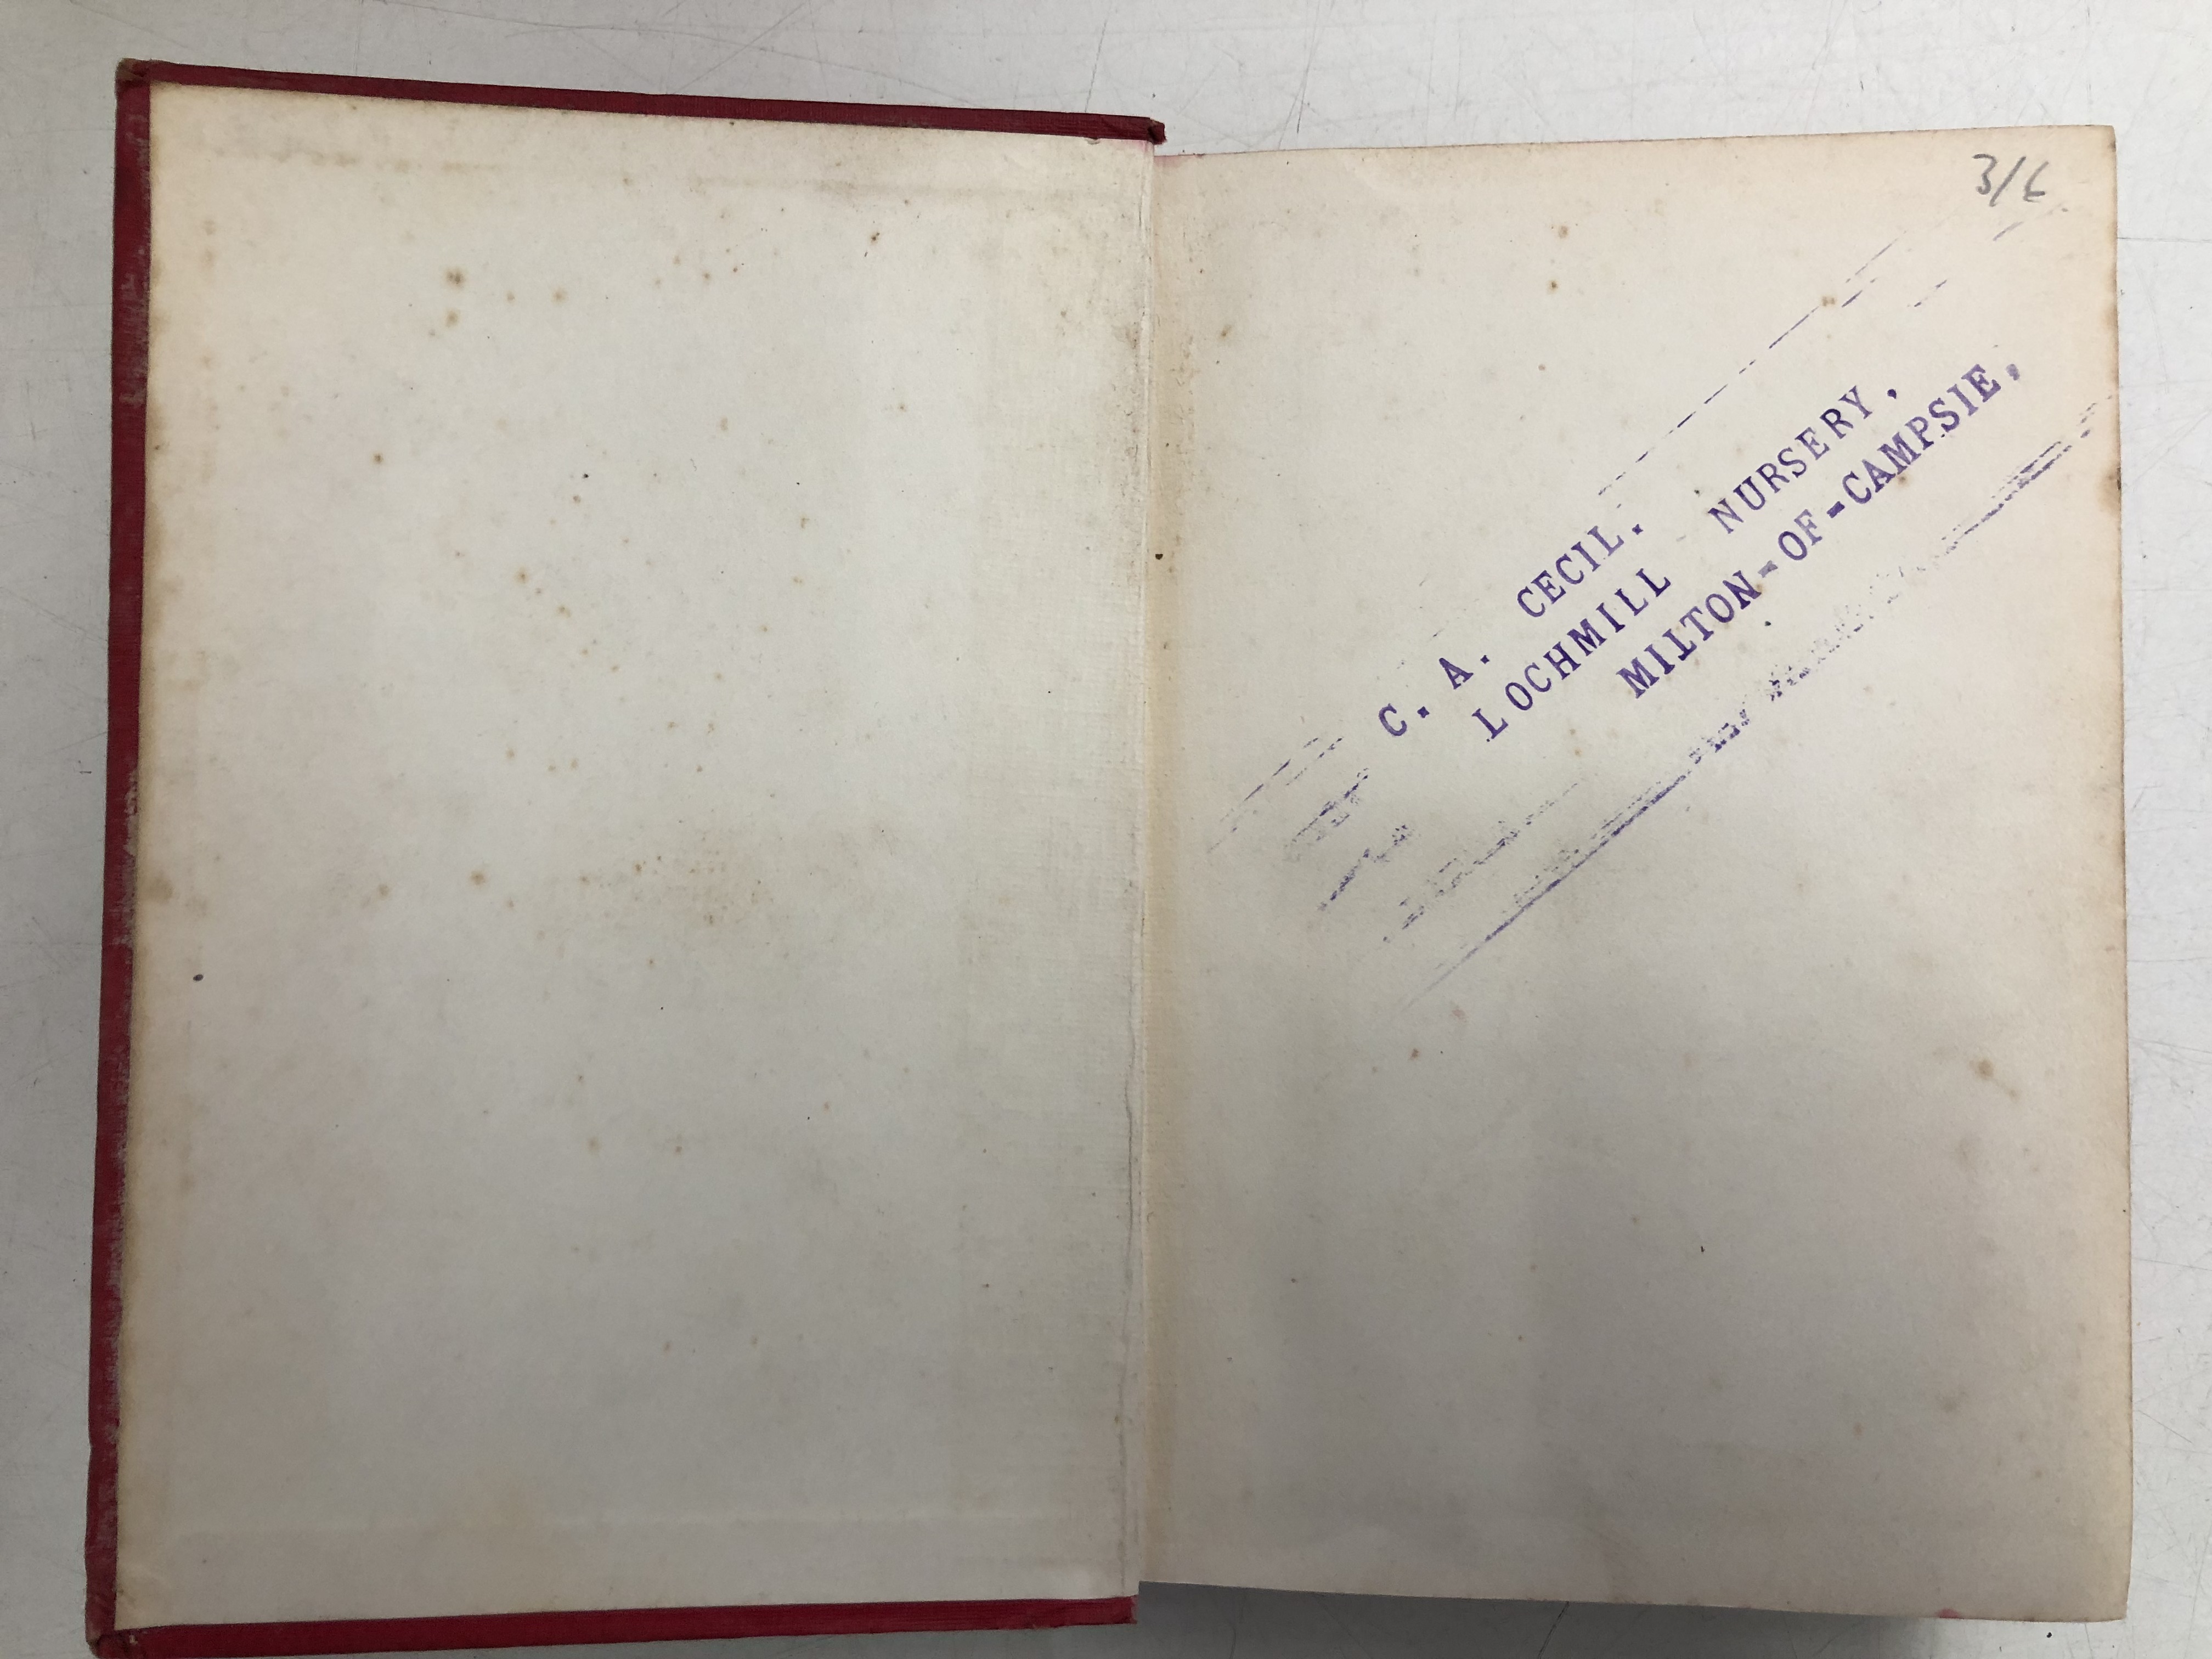 3/6
C. A. CECIL.
LOCHMILL NURSERY,
MILTON-OF-CAMPSIE,